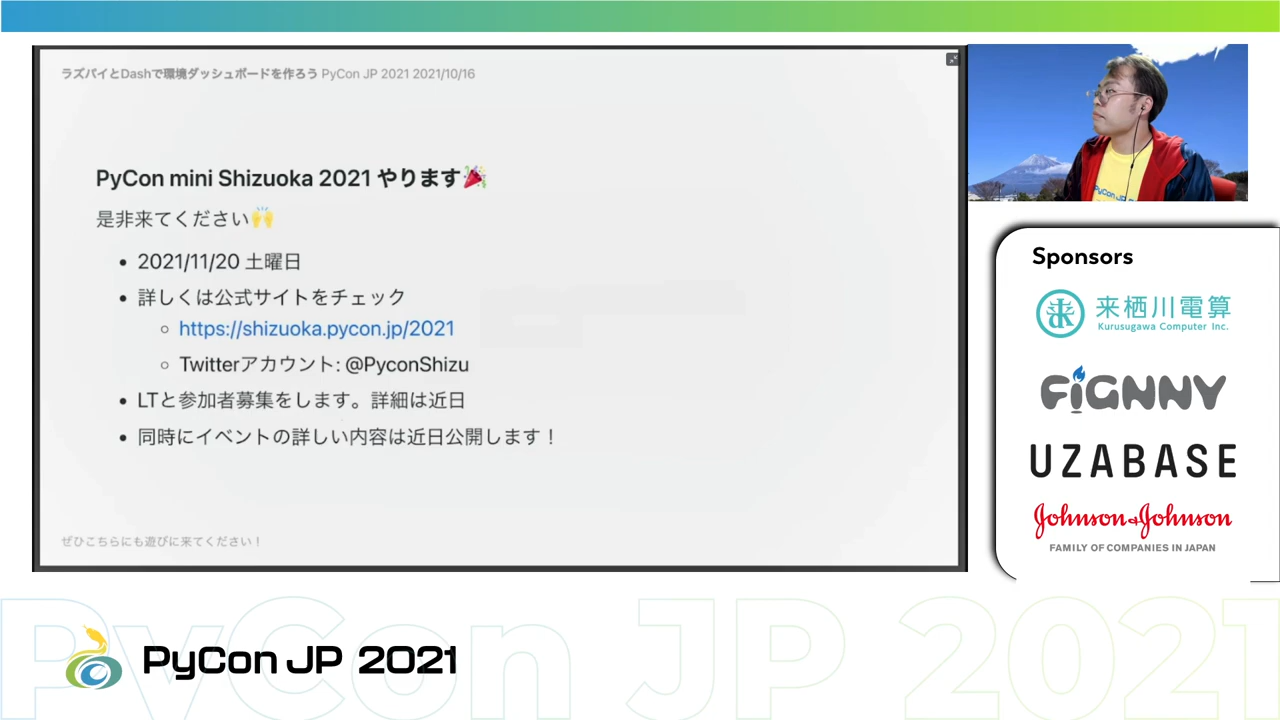 ラズパイとDashで環境ダッシュボードを作ろう PyCon JP 2021 2021/10/16
PyCon mini Shizuoka 2021 やります🎉
是非来てください🙌
• 2021/11/20 土曜日
• 詳しくは公式サイトをチェック
○ https://shizuoka.pycon.jp/2021
○ Twitterアカウント: @PyconShizu
• LTと参加者募集をします。詳細は近日
• 同時にイベントの詳しい内容は近日公開します！
ぜひこちらにも遊びに来てください！
PyCon JP
Sponsors
来栖川電算
Kurusugawa Computer Inc.
FiGNNY
UZABASE
Johnson&Johnson
FAMILY OF COMPANIES IN JAPAN
PyCon JP 2021
PyCon JP 2021